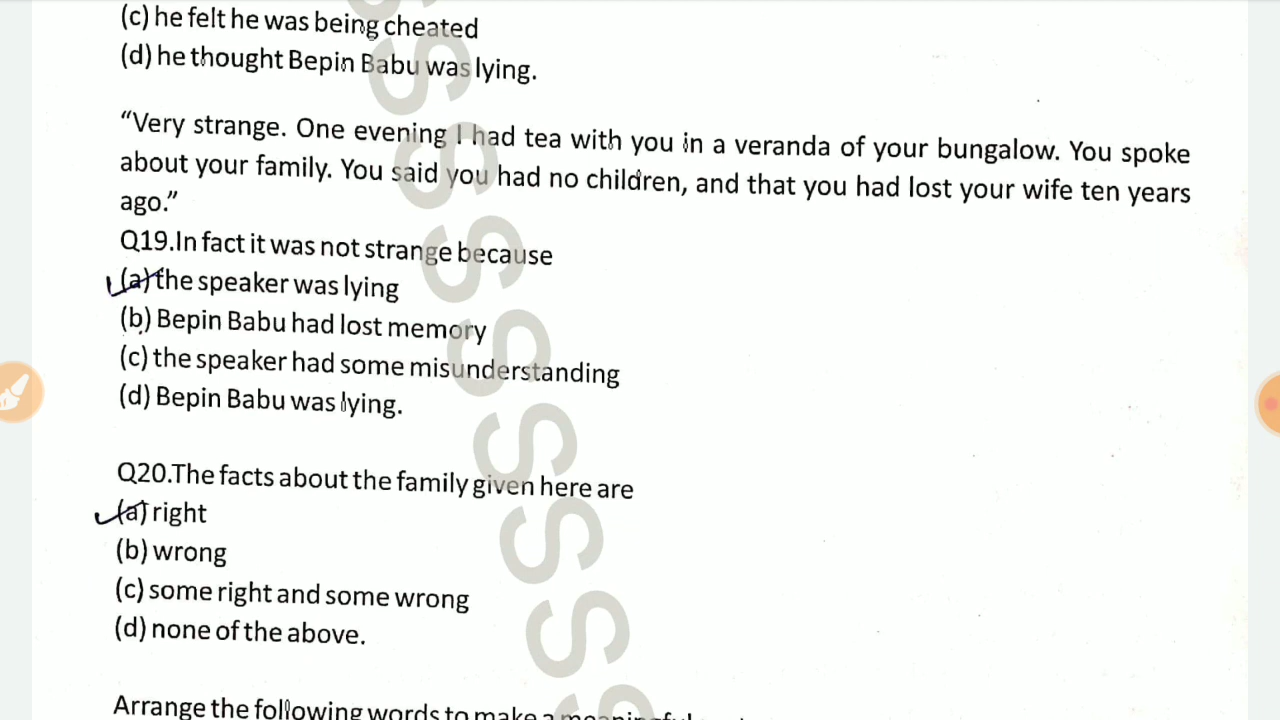 (c) he felt he was being cheated
(d) he thought Bepin Babu was lying.
“Very strange. One evening I had tea with you in a veranda of your bungalow. You spoke
about your family. You said you had no children, and that you had lost your wife ten years
ago.”
Q19.In fact it was not strange because
(a) the speaker was lying
(b) Bepin Babu had lost memory
(c) the speaker had some misunderstanding
(d) Bepin Babu was lying.
Q20.The facts about the family given here are
(a) right
(b) wrong
(c) some right and some wrong
(d) none of the above.
Arrange the following words to make a
SSSSSSSS